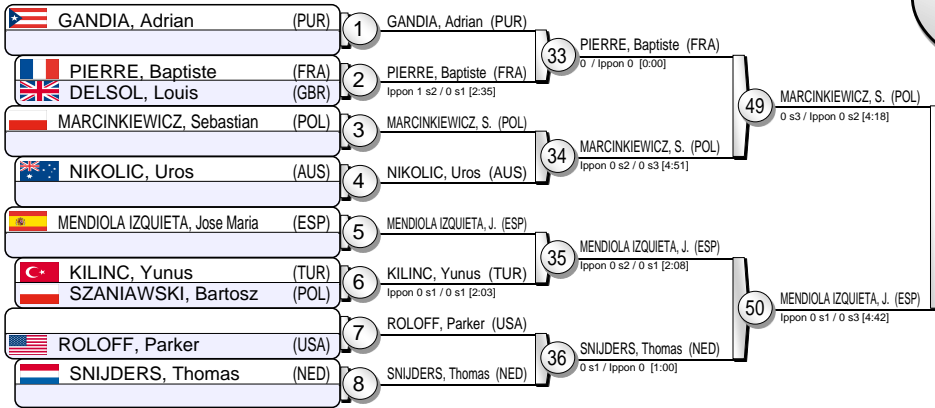 GANDIA, Adrian (PUR)
PIERRE, Baptiste (FRA)
DELSOL, Louis (GBR)
MARCINKIEWICZ, Sebastian (POL)
NIKOLIC, Uros (AUS)
MENDIOLA IZQUIETA, Jose Maria (ESP)
KILINC, Yunus (TUR)
SZANIAWSKI, Bartosz (POL)
ROLOFF, Parker (USA)
SNIJDERS, Thomas (NED)
1
GANDIA, Adrian (PUR)
2
PIERRE, Baptiste (FRA)
Ippon 1 s2 / 0 s1 [2:35]
3
MARCINKIEWICZ, S. (POL)
4
NIKOLIC, Uros (AUS)
5
MENDIOLA IZQUIETA, J. (ESP)
6
KILINC, Yunus (TUR)
Ippon 0 s1 / 0 s1 [2:03]
7
ROLOFF, Parker (USA)
8
SNIJDERS, Thomas (NED)
33
PIERRE, Baptiste (FRA)
0 / Ippon 0 [0:00]
34
MARCINKIEWICZ, S. (POL)
Ippon 0 s2 / 0 s3 [4:51]
35
MENDIOLA IZQUIETA, J. (ESP)
Ippon 0 s2 / 0 s1 [2:08]
36
SNIJDERS, Thomas (NED)
0 s1 / Ippon 0 [1:00]
49
MARCINKIEWICZ, S. (POL)
0 s3 / Ippon 0 s2 [4:18]
50
MENDIOLA IZQUIETA, J. (ESP)
Ippon 0 s1 / 0 s3 [4:42]